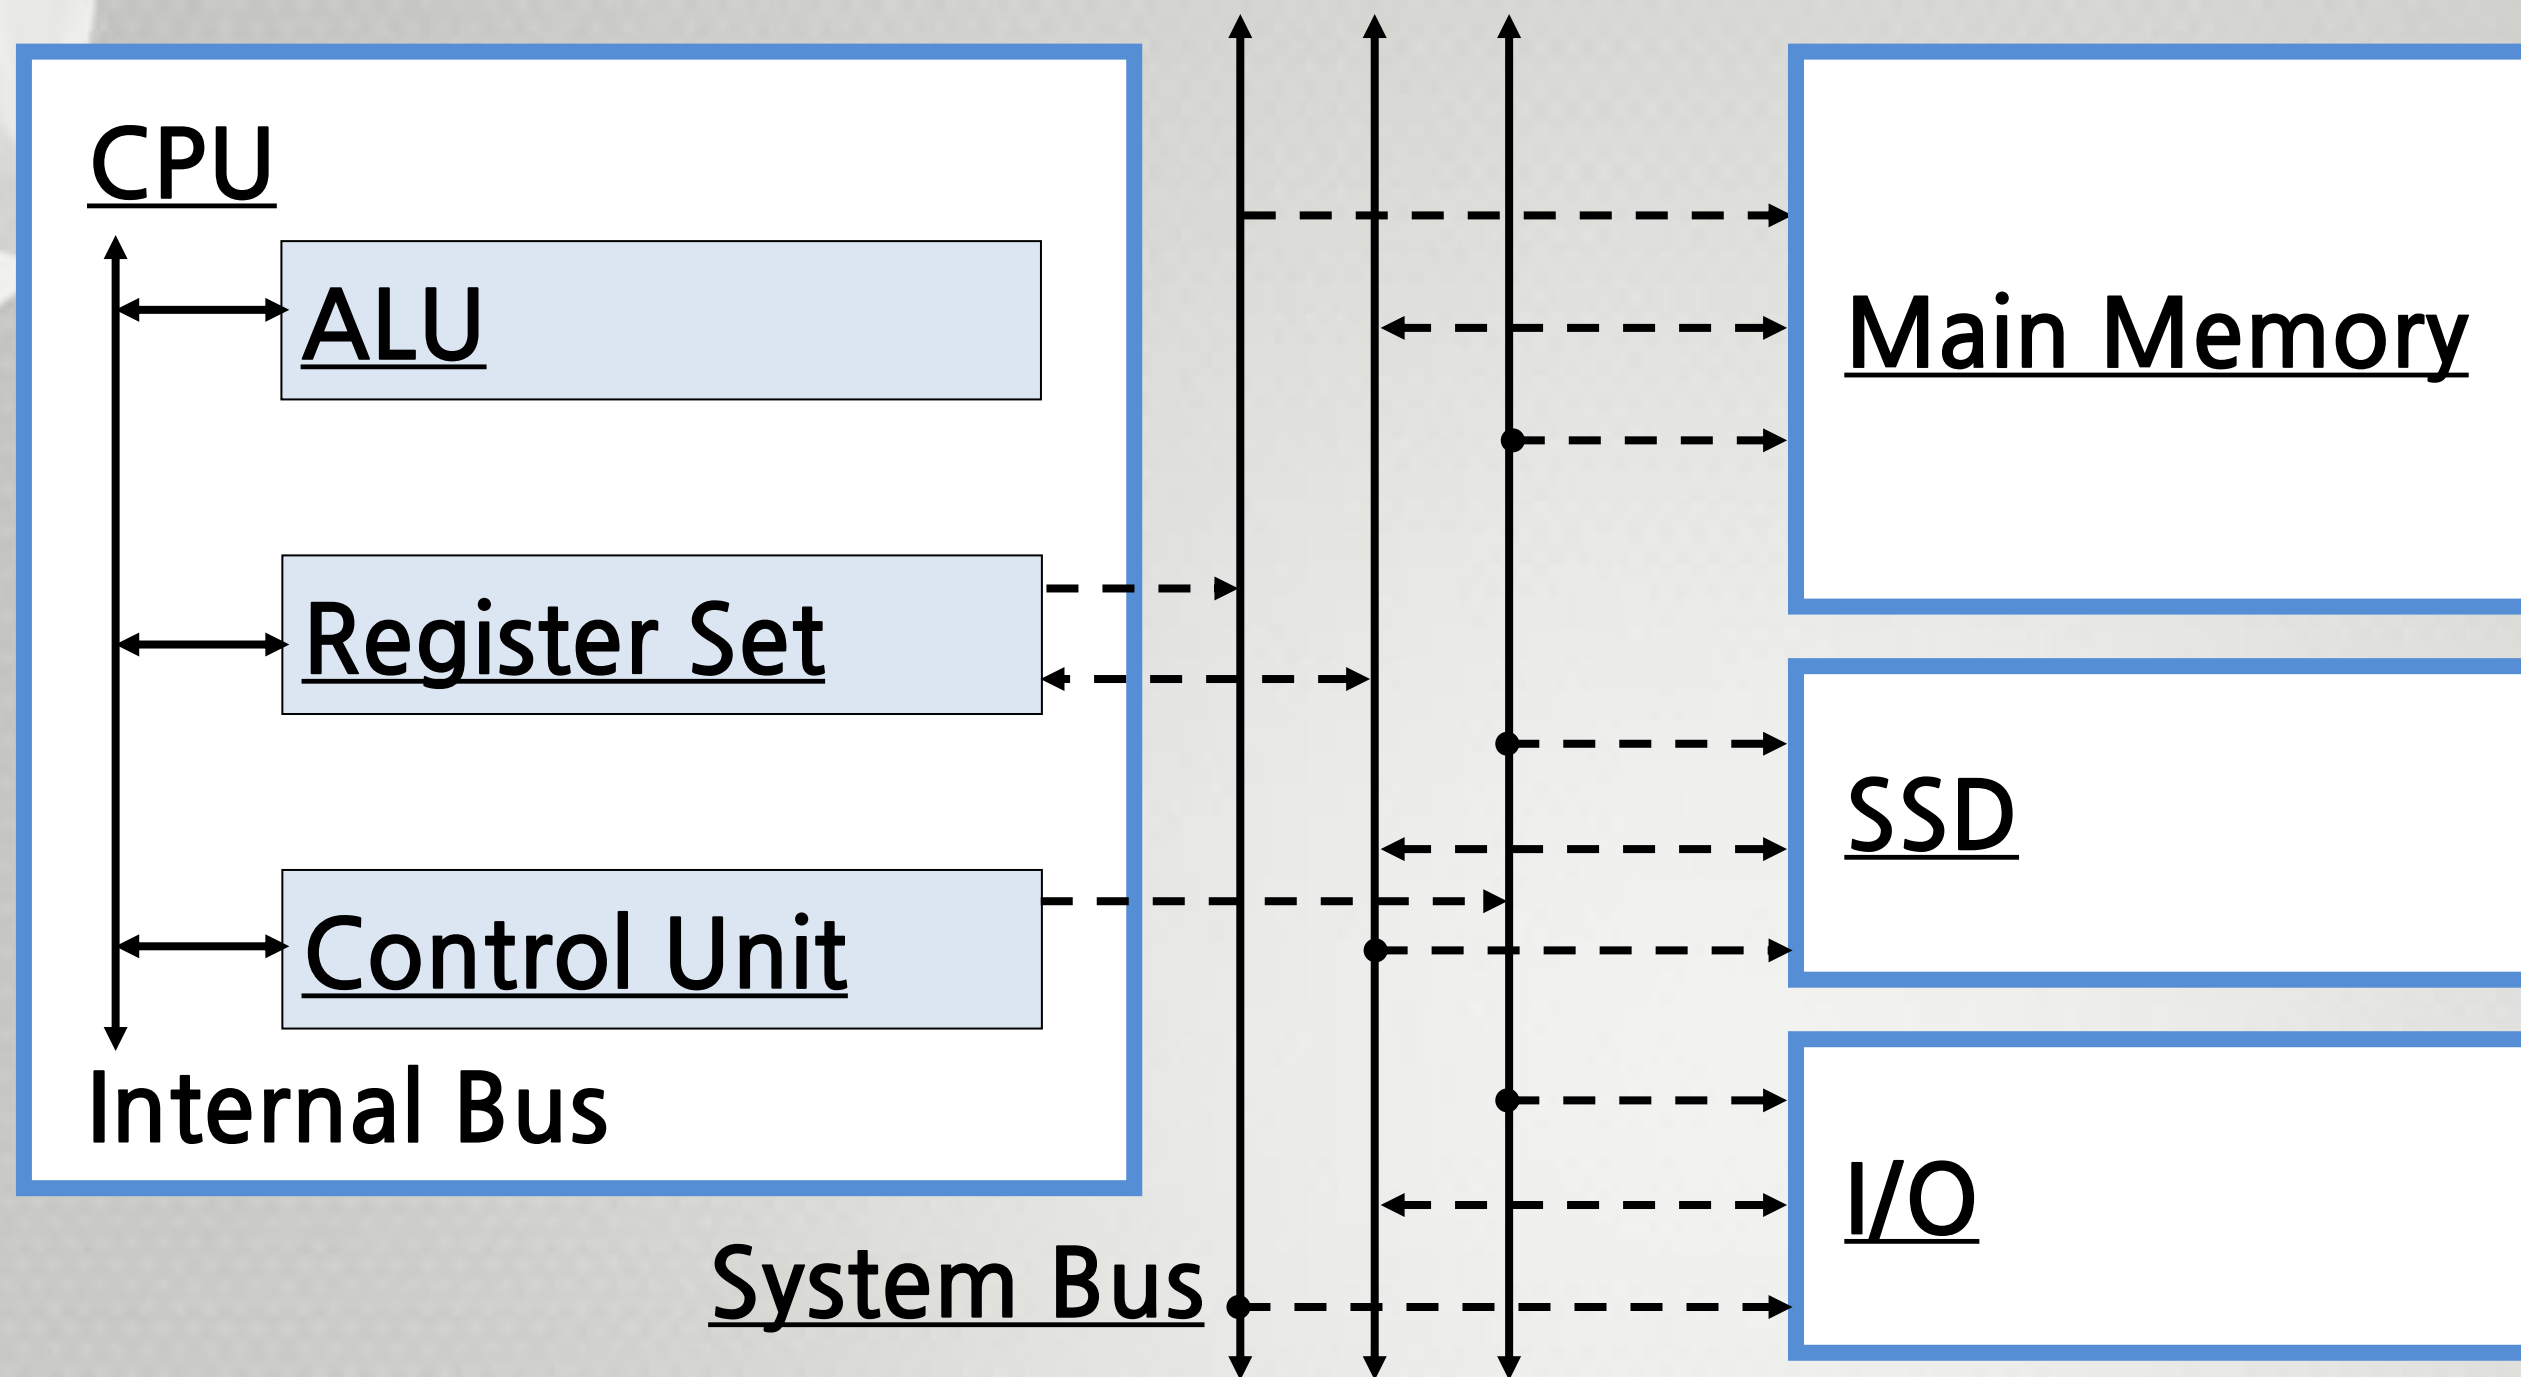 CPU
ALU
Register Set
Control Unit
Internal Bus
System Bus
Main Memory
SSD
I/O